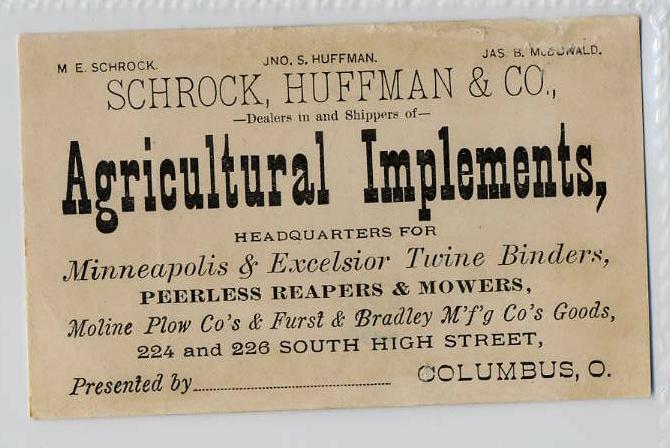 M. E. SCHROCK. JNO. S. HUFFMAN. JAS. B. McDONALD.
SCHROCK, HUFFMAN & CO.,
—Dealers in and Shippers of—
Agricultural Implements,
HEADQUARTERS FOR
Minneapolis & Excelsior Twine Binders,
PEERLESS REAPERS & MOWERS,
Moline Plow Co's & Furst & Bradley M'f'g Co's Goods,
224 and 226 SOUTH HIGH STREET,
Presented by........................ COLUMBUS, O.